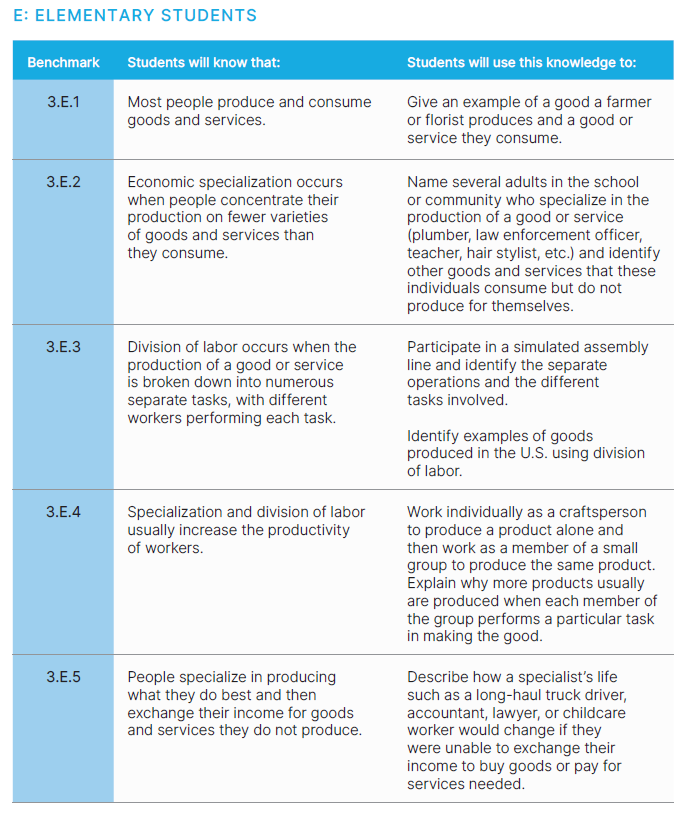 E: ELEMENTARY STUDENTS
Benchmark Students will know that: Students will use this knowledge to:
3.E.1
Most people produce and consume
goods and services.
Give an example of a good a farmer
or florist produces and a good or
service they consume.
3.E.2
Economic specialization occurs
when people concentrate their
production on fewer varieties
of goods and services than
they consume.
Name several adults in the school
or community who specialize in the
production of a good or service
(plumber, law enforcement officer,
teacher, hair stylist, etc.) and identify
other goods and services that these
individuals consume but do not
produce for themselves.
3.E.3
Division of labor occurs when the
production of a good or service
is broken down into numerous
separate tasks, with different
workers performing each task.
Participate in a simulated assembly
line and identify the separate
operations and the different
tasks involved.
Identify examples of goods
produced in the U.S. using division
of labor.
3.E.4
Specialization and division of labor
usually increase the productivity
of workers.
Work individually as a craftsperson
to produce a product alone and
then work as a member of a small
group to produce the same product.
Explain why more products usually
are produced when each member of
the group performs a particular task
in making the good.
3.E.5
People specialize in producing
what they do best and then
exchange their income for goods
and services they do not produce.
Describe how a specialist's life
such as a long-haul truck driver,
accountant, lawyer, or childcare
worker would change if they
were unable to exchange their
income to buy goods or pay for
services needed.